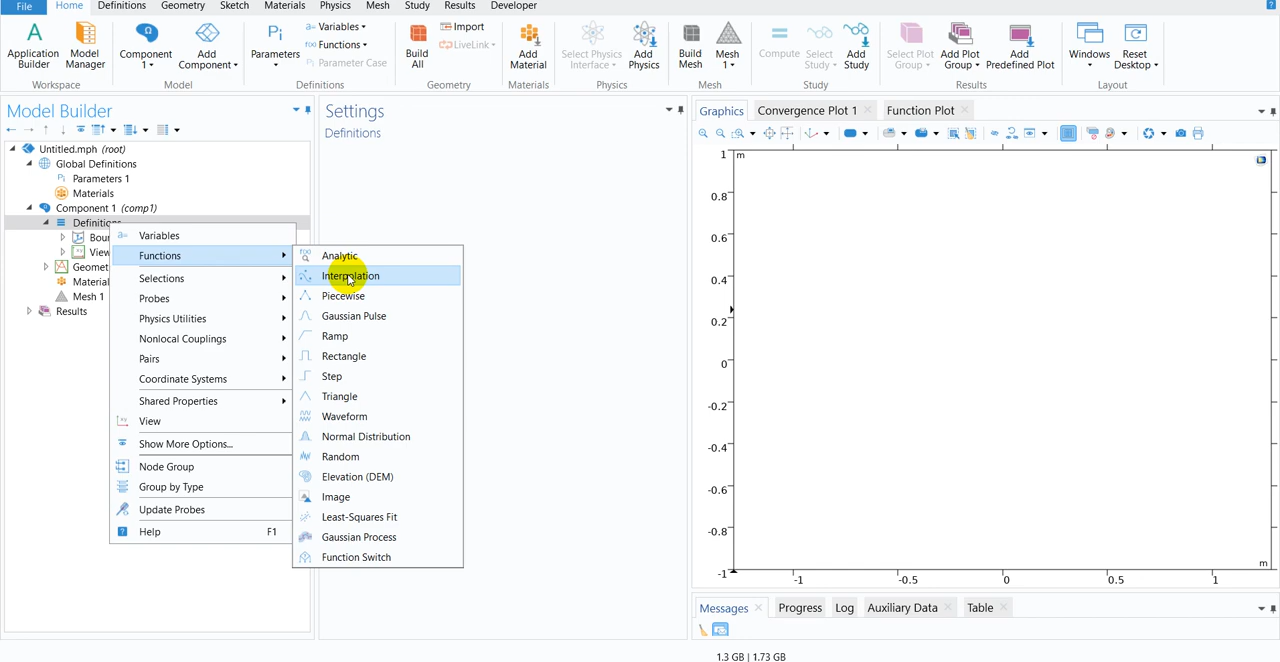 File Home Definitions Geometry Sketch Materials Physics Mesh Study Results Developer
Application Builder
Model Manager
Workspace
Component 1
Add Component
Model
Parameters
Variables
Functions
Parameter Case
Definitions
Build All
Import
LiveLink
Geometry
Add Material
Materials
Select Physics Interface
Add Physics
Physics
Build Mesh
Mesh 1
Mesh
Compute
Select Study
Add Study
Study
Select Plot Group
Add Plot Group
Add Predefined Plot
Results
Windows
Reset Desktop
Layout
Model Builder
Untitled.mph (root)
Global Definitions
Parameters 1
Materials
Component 1 (comp1)
Definitions
Bou
View
Geomet
Material
Mesh 1
Results
Variables
Functions
Selections
Probes
Physics Utilities
Nonlocal Couplings
Pairs
Coordinate Systems
Shared Properties
View
Show More Options...
Node Group
Group by Type
Update Probes
Help F1
Analytic
Interpolation
Piecewise
Gaussian Pulse
Ramp
Rectangle
Step
Triangle
Waveform
Normal Distribution
Random
Elevation (DEM)
Image
Least-Squares Fit
Gaussian Process
Function Switch
Settings
Definitions
Graphics Convergence Plot 1 Function Plot
1 m
0.8
0.6
0.4
0.2
0
-0.2
-0.4
-0.6
-0.8
-1
m
-1 -0.5 0 0.5 1
Messages Progress Log Auxiliary Data Table
1.3 GB | 1.73 GB